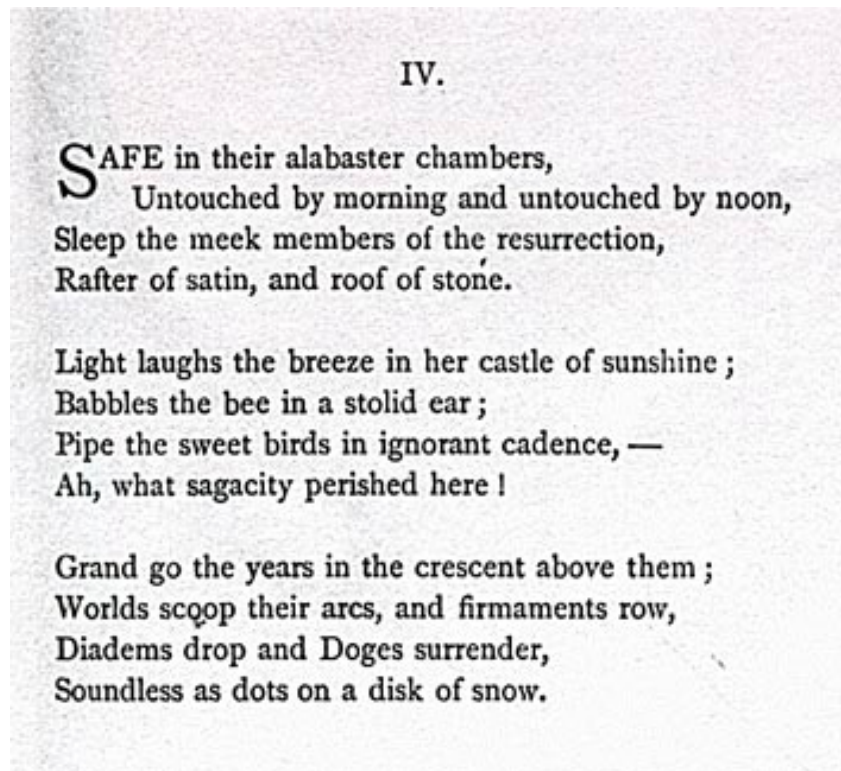 IV.
SAFE in their alabaster chambers,
Untouched by morning and untouched by noon,
Sleep the meek members of the resurrection,
Rafter of satin, and roof of stone.
Light laughs the breeze in her castle of sunshine ;
Babbles the bee in a stolid ear ;
Pipe the sweet birds in ignorant cadence, —
Ah, what sagacity perished here !
Grand go the years in the crescent above them ;
Worlds scoop their arcs, and firmaments row,
Diadems drop and Doges surrender,
Soundless as dots on a disk of snow.